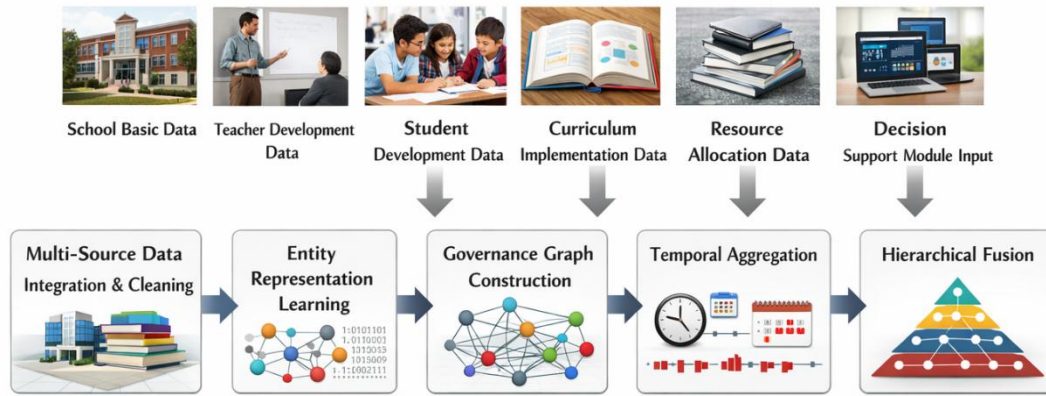 School Basic Data
Teacher Development
Data
Student
Development Data
Curriculum
Implementation Data
Resource
Allocation Data
Decision
Support Module Input
Multi-Source Data
Integration & Cleaning
Entity
Representation
Learning
Governance Graph
Construction
Temporal Aggregation
Hierarchical Fusion